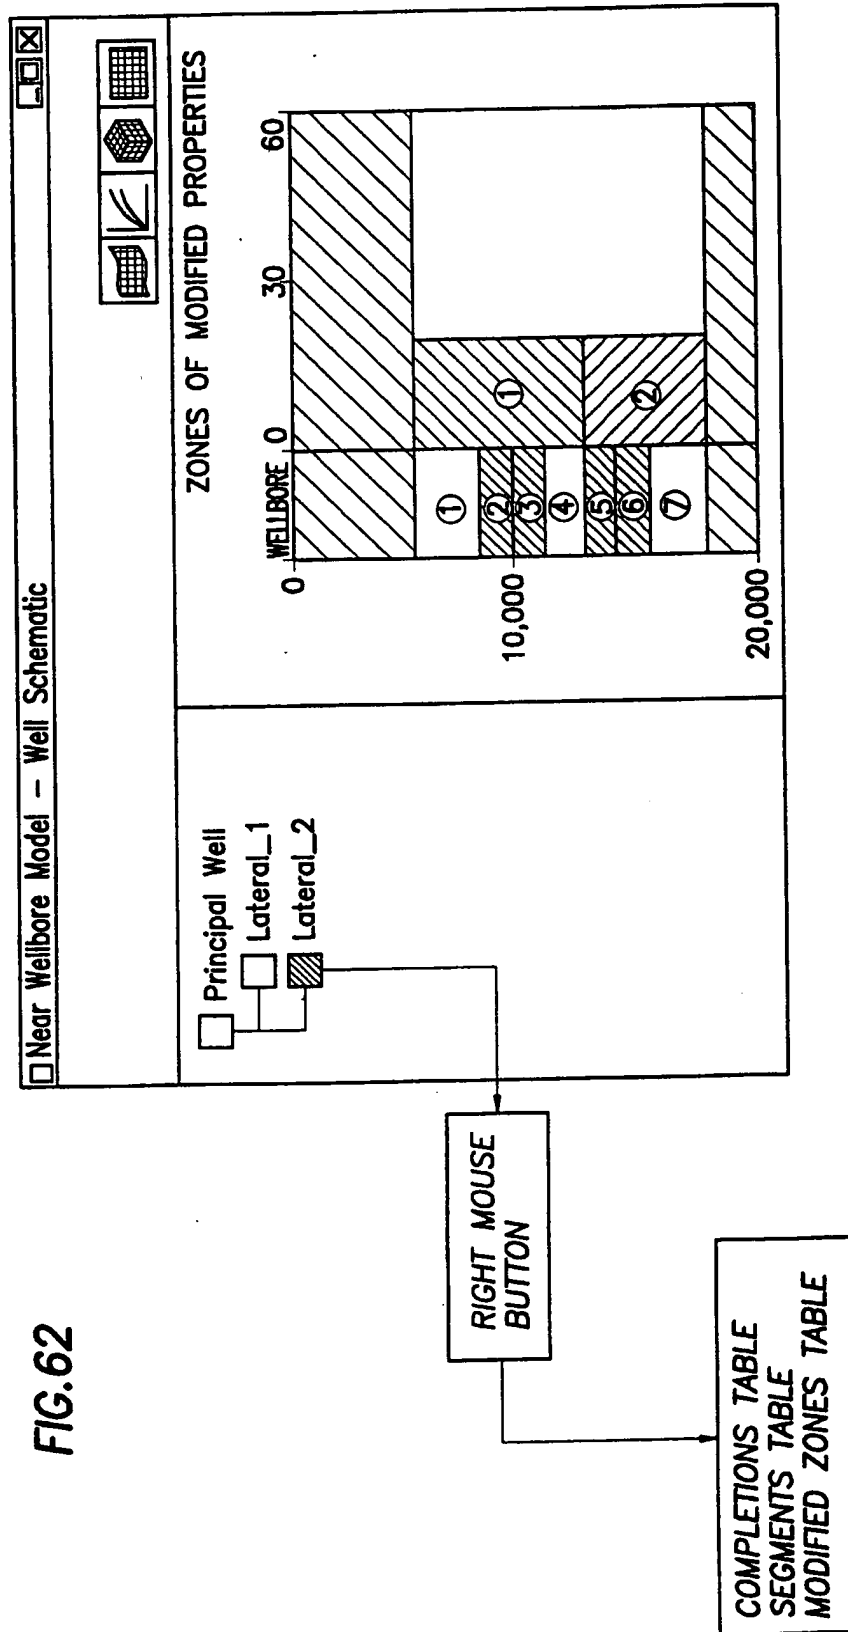 FIG.62
Near Wellbore Model – Well Schematic
Principal Well
Lateral_1
Lateral_2
ZONES OF MODIFIED PROPERTIES
WELLBORE 0 30 60
0
10,000
20,000
1
2
3
4
5
6
7
1
2
RIGHT MOUSE
BUTTON
COMPLETIONS TABLE
SEGMENTS TABLE
MODIFIED ZONES TABLE